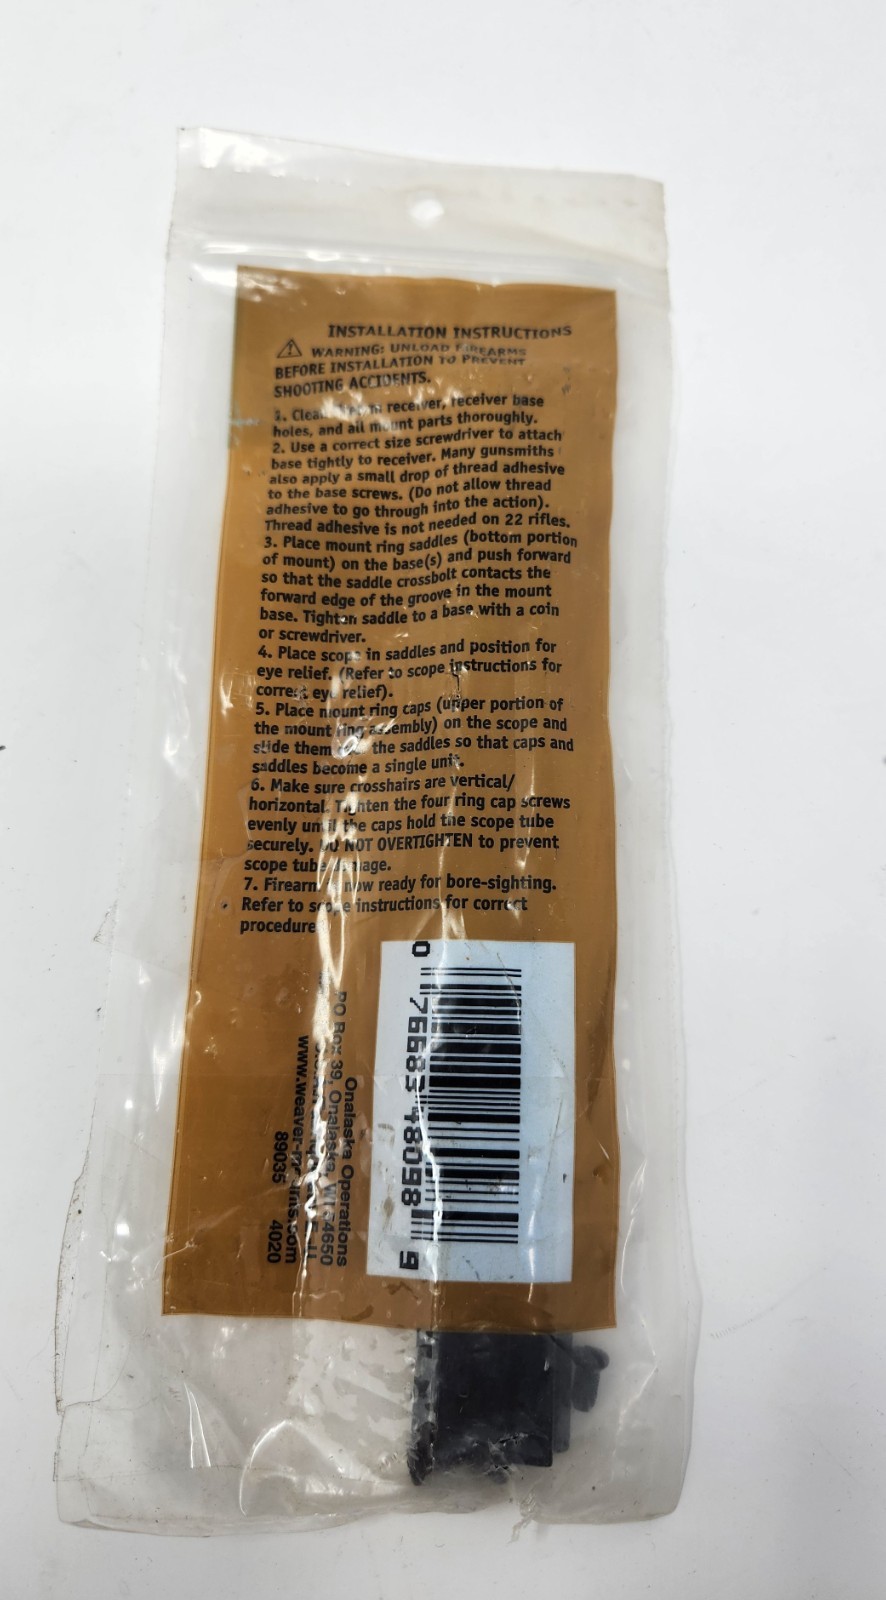 INSTALLATION INSTRUCTIONS
WARNING: UNLOAD FIREARMS
BEFORE INSTALLATION TO PREVENT
SHOOTING ACCIDENTS.
1. receiver, receiver base
holes, and all mount parts thoroughly.
2. Use a correct size screwdriver to attach
base tightly to receiver. Many gunsmiths
also apply a small drop of thread adhesive
to the base screws. (Do not allow thread
adhesive to go through into the action).
Thread adhesive is not needed on 22 rifles.
3. Place mount ring saddles (bottom portion
of mount) on the base(s) and push forward
so that the saddle crossbolt contacts the
forward edge of the groove in the mount
base. Tighten saddle to a base with a coin
or screwdriver.
4. Place scope in saddles and position for
eye relief. (Refer to scope instructions for
correct eye relief).
5. Place mount ring caps (upper portion of
the mount ring assembly) on the scope and
slide them the saddles so that caps and
saddles become a single unit.
6. Make sure crosshairs are vertical/
horizontal. Tighten the four ring cap screws
evenly until the caps hold the scope tube
securely. DO NOT OVERTIGHTEN to prevent
scope tube damage.
7. Firearm is now ready for bore-sighting.
Refer to scope instructions for correct
procedure
0 76683 48098 9
Onalaska Operations
PO Box 39, Onalaska, WI 54650
www.weaver-mounts.com
89035 4020